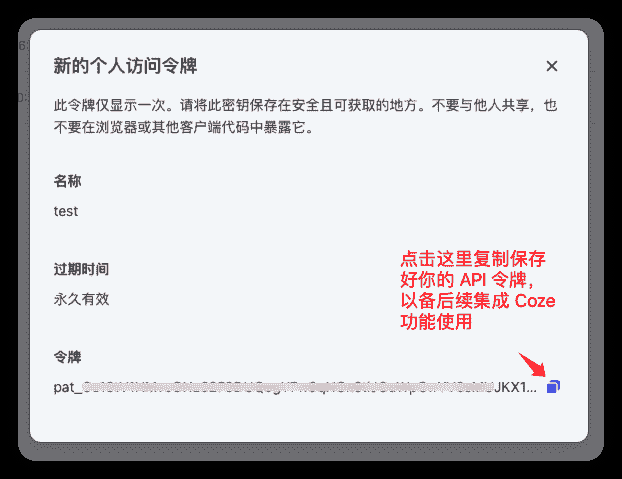 新的个人访问令牌
此令牌仅显示一次。请将此密钥保存在安全且可获取的地方。不要与他人共享，也
不要在浏览器或其他客户端代码中暴露它。
名称
test
过期时间
永久有效
点击这里复制保存
好你的 API 令牌，
以备后续集成 Coze
功能使用
令牌
pat_ JKX1...